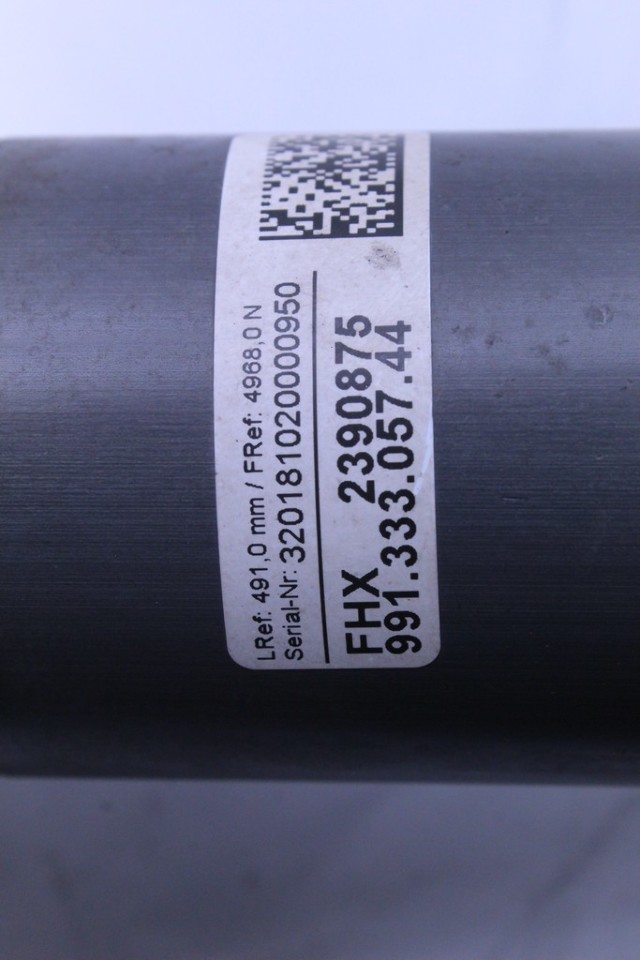 LRef: 491,0 mm / FRef: 4968,0 N
Serial-Nr: 320181020000950
FHX 2390875
991.333.057.44